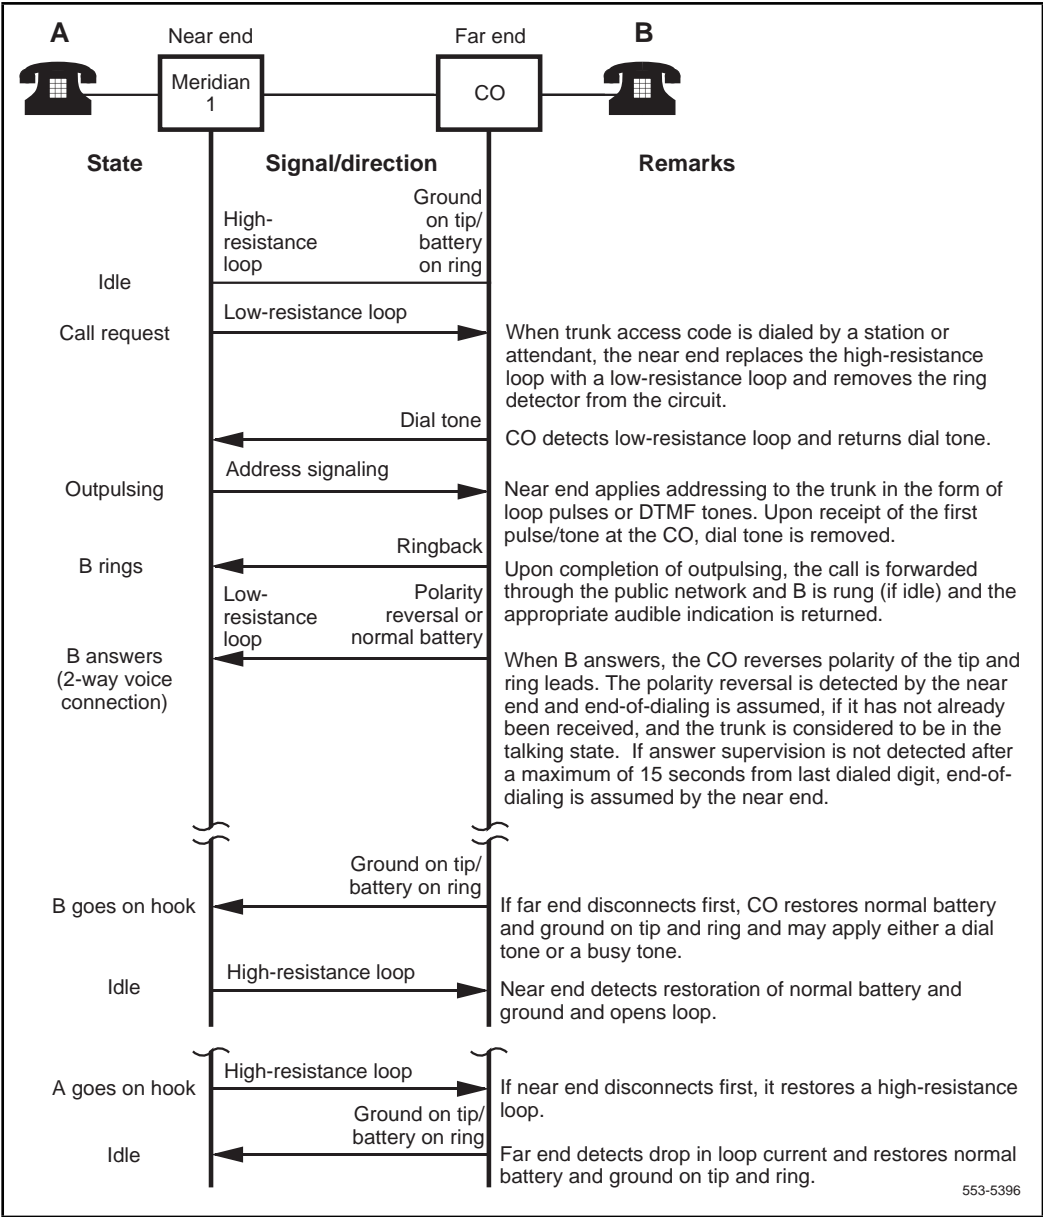 A
Near end
Far end
B
Meridian
1
CO
State
Signal/direction
Remarks
High-
resistance
loop
Ground
on tip/
battery
on ring
Idle
Low-resistance loop
Call request
When trunk access code is dialed by a station or
attendant, the near end replaces the high-resistance
loop with a low-resistance loop and removes the ring
detector from the circuit.
Dial tone
CO detects low-resistance loop and returns dial tone.
Address signaling
Outpulsing
Near end applies addressing to the trunk in the form of
loop pulses or DTMF tones. Upon receipt of the first
pulse/tone at the CO, dial tone is removed.
Ringback
B rings
Upon completion of outpulsing, the call is forwarded
through the public network and B is rung (if idle) and the
appropriate audible indication is returned.
Low-
resistance
loop
Polarity
reversal or
normal battery
B answers
(2-way voice
connection)
When B answers, the CO reverses polarity of the tip and
ring leads. The polarity reversal is detected by the near
end and end-of-dialing is assumed, if it has not already
been received, and the trunk is considered to be in the
talking state. If answer supervision is not detected after
a maximum of 15 seconds from last dialed digit, end-of-
dialing is assumed by the near end.
Ground on tip/
battery on ring
B goes on hook
If far end disconnects first, CO restores normal battery
and ground on tip and ring and may apply either a dial
tone or a busy tone.
High-resistance loop
Idle
Near end detects restoration of normal battery and
ground and opens loop.
High-resistance loop
A goes on hook
If near end disconnects first, it restores a high-resistance
loop.
Ground on tip/
battery on ring
Idle
Far end detects drop in loop current and restores normal
battery and ground on tip and ring.
553-5396